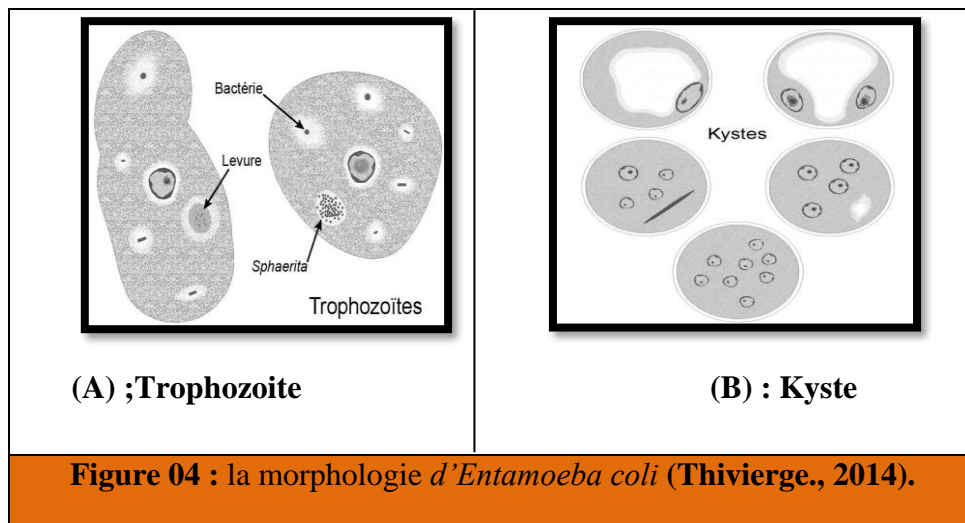 Bactérie
Levure
Sphaerita
Trophozoïtes
(A) ;Trophozoite
Kystes
(B) : Kyste
Figure 04 : la morphologie d’Entamoeba coli (Thivierge., 2014).